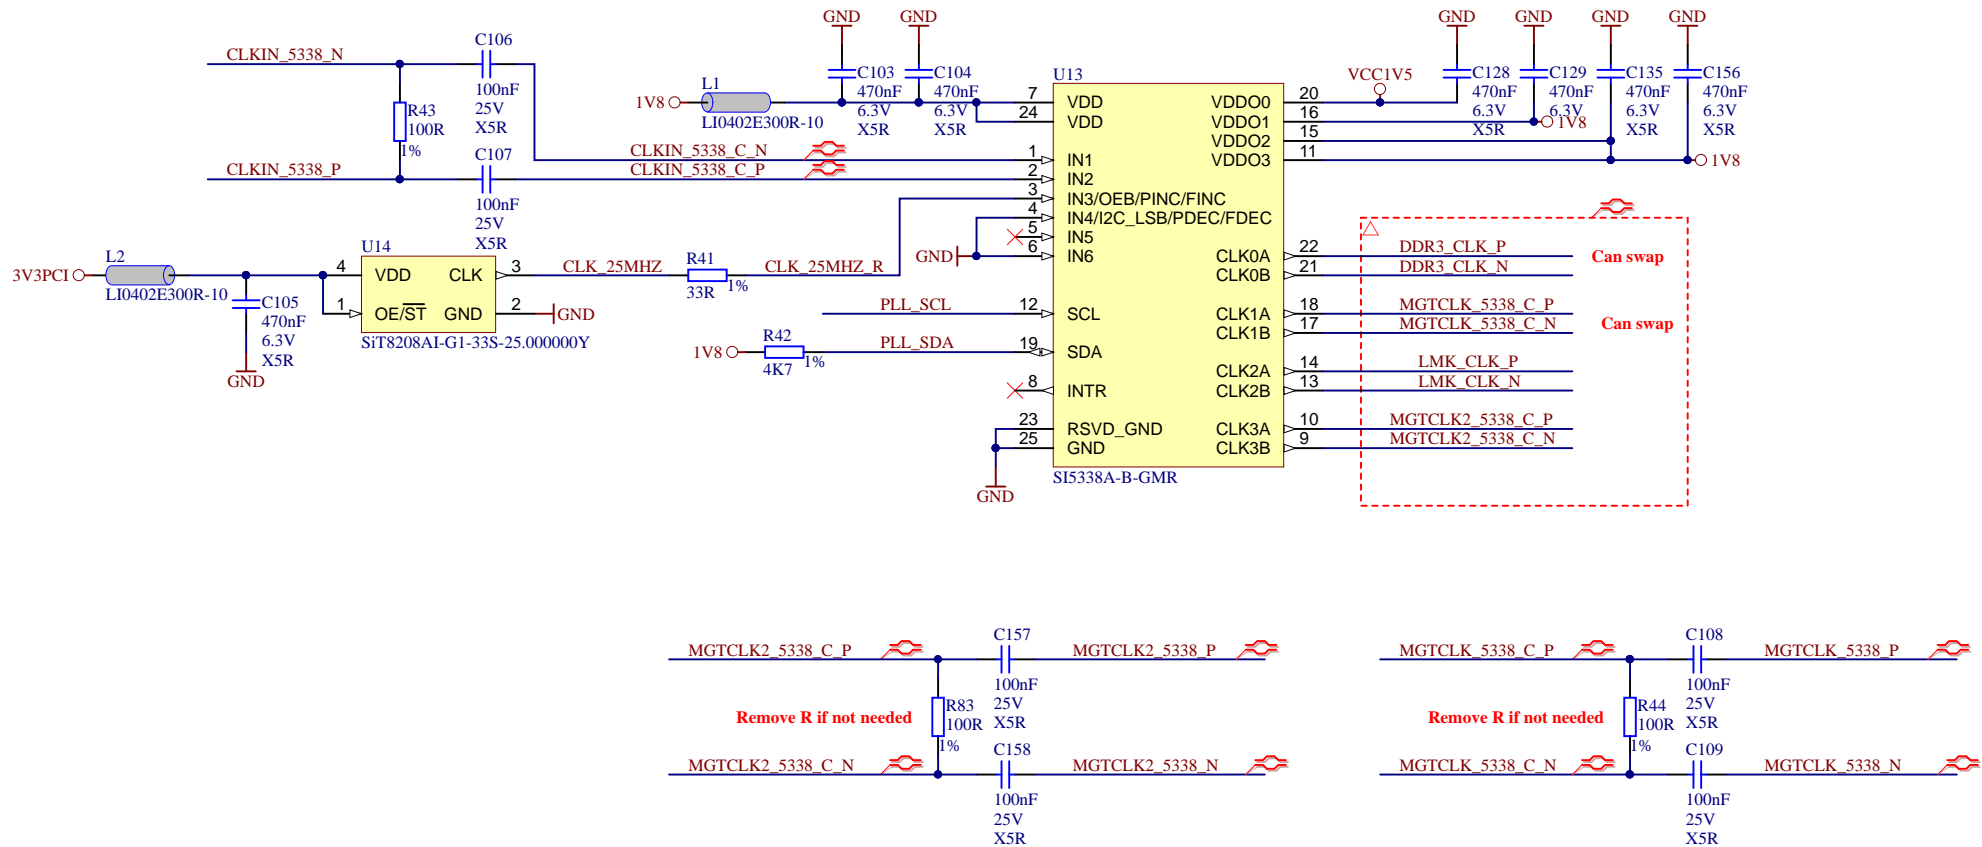 CLKIN_5338_N
C106
100nF
25V
X5R
R43
100R
1%
C107
100nF
25V
X5R
CLKIN_5338_P
CLKIN_5338_C_N
CLKIN_5338_C_P
1V8
L1
LI0402E300R-10
GND
GND
C103
470nF
6.3V
X5R
C104
470nF
6.3V
X5R
3V3PCI
L2
LI0402E300R-10
C105
470nF
6.3V
X5R
GND
U14
4 VDD CLK 3
1 OE/ST GND 2
GND
SiT8208AI-G1-33S-25.000000Y
CLK_25MHZ
R41
33R
1%
CLK_25MHZ_R
GND
PLL_SCL
1V8
R42
4K7
1%
PLL_SDA
GND
U13
7 VDD
24 VDD
1 IN1
2 IN2
3 IN3/OEB/PINC/FINC
4 IN4/I2C_LSB/PDEC/FDEC
5 IN5
6 IN6
12 SCL
19 SDA
8 INTR
23 RSVD_GND
25 GND
VDDO0 20
VDDO1 16
VDDO2 15
VDDO3 11
CLK0A 22
CLK0B 21
CLK1A 18
CLK1B 17
CLK2A 14
CLK2B 13
CLK3A 10
CLK3B 9
SI5338A-B-GMR
VCC1V5
GND
GND
GND
GND
C128
470nF
6.3V
X5R
C129
470nF
6.3V
1V8
C135
470nF
6.3V
X5R
C156
470nF
6.3V
X5R
1V8
DDR3_CLK_P
DDR3_CLK_N
Can swap
MGTCLK_5338_C_P
MGTCLK_5338_C_N
Can swap
LMK_CLK_P
LMK_CLK_N
MGTCLK2_5338_C_P
MGTCLK2_5338_C_N
MGTCLK2_5338_C_P
C157
100nF
25V
X5R
MGTCLK2_5338_P
Remove R if not needed
R83
100R
1%
MGTCLK2_5338_C_N
C158
100nF
25V
X5R
MGTCLK2_5338_N
MGTCLK_5338_C_P
C108
100nF
25V
X5R
MGTCLK_5338_P
Remove R if not needed
R44
100R
1%
MGTCLK_5338_C_N
C109
100nF
25V
X5R
MGTCLK_5338_N